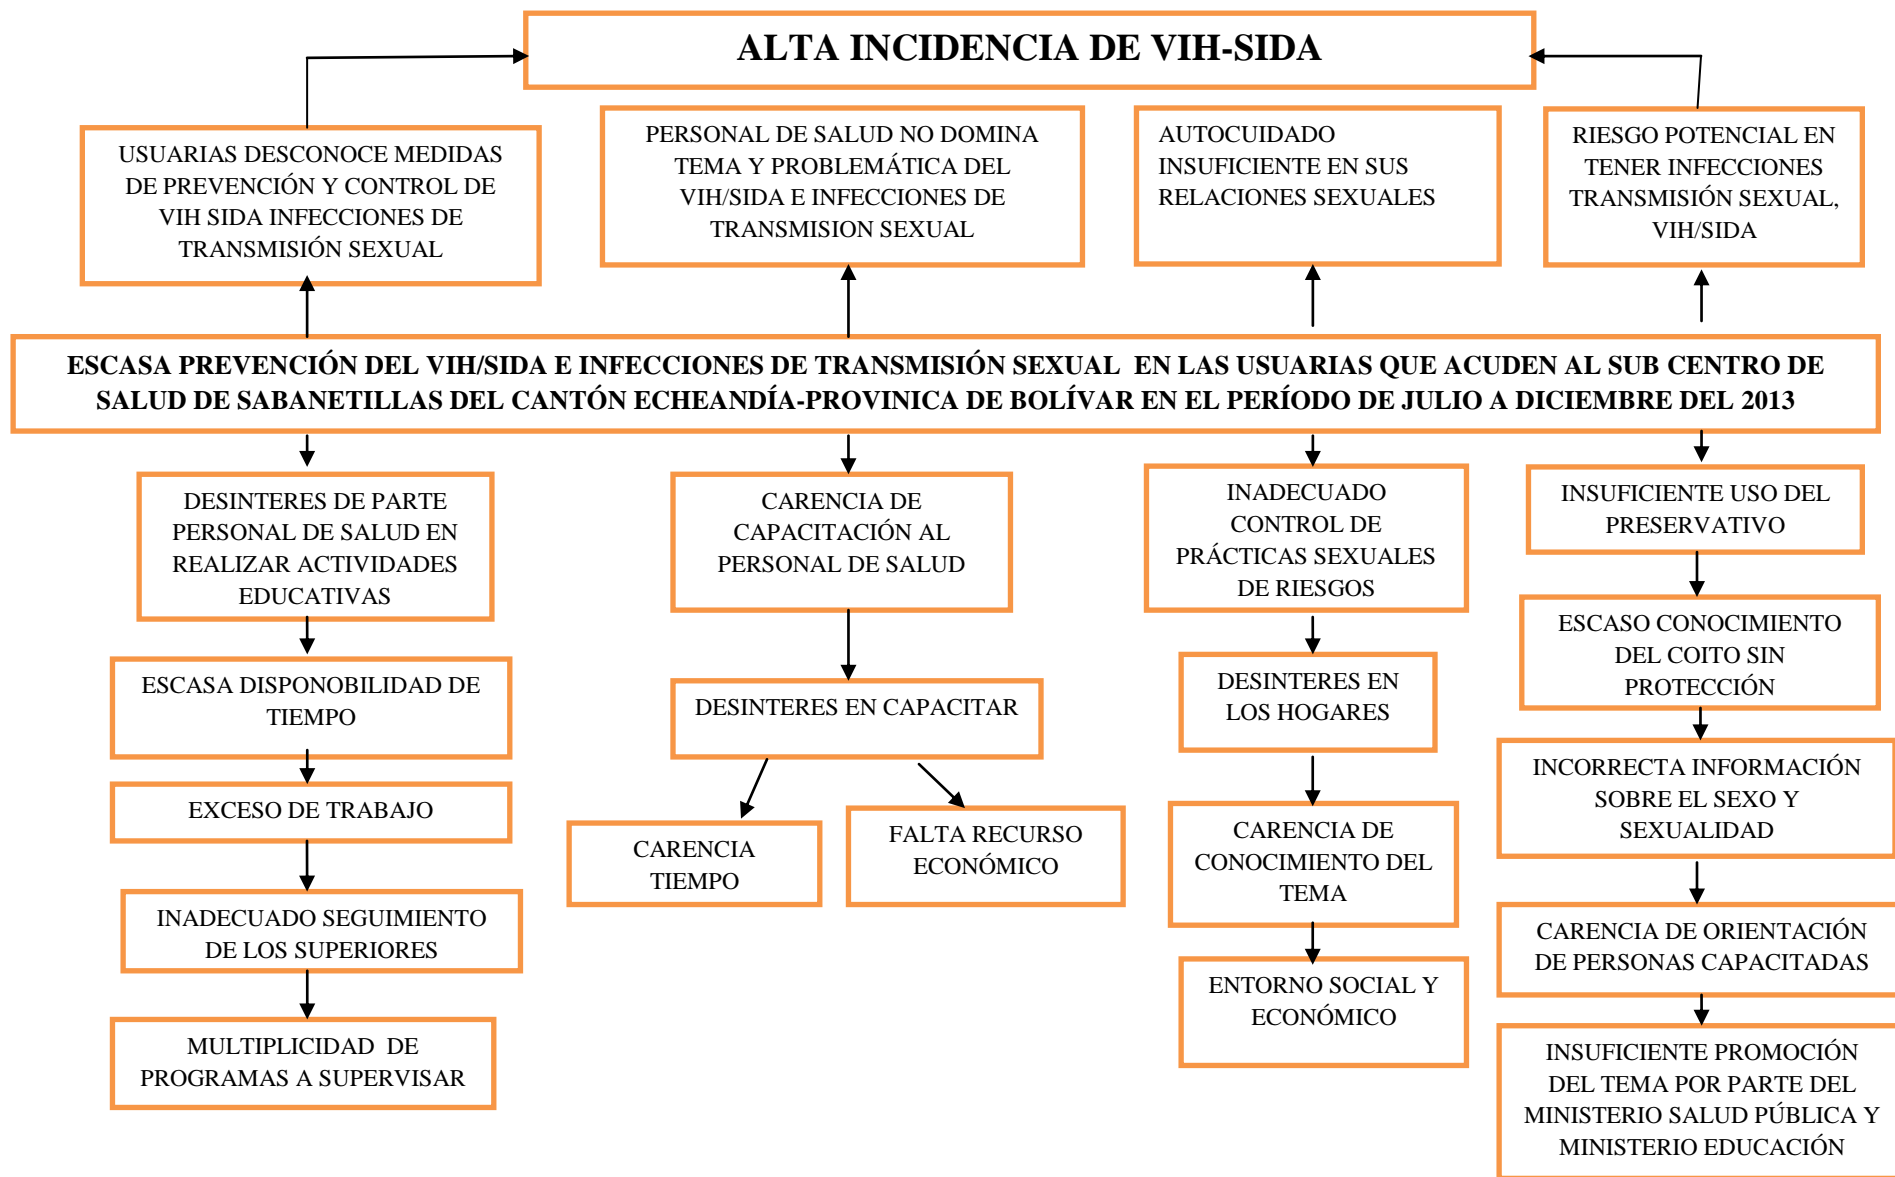 ALTA INCIDENCIA DE VIH-SIDA
USUARIAS DESCONOCE MEDIDAS
DE PREVENCIÓN Y CONTROL DE
VIH SIDA INFECCIONES DE
TRANSMISIÓN SEXUAL
PERSONAL DE SALUD NO DOMINA
TEMA Y PROBLEMÁTICA DEL
VIH/SIDA E INFECCIONES DE
TRANSMISION SEXUAL
AUTOCUIDADO
INSUFICIENTE EN SUS
RELACIONES SEXUALES
RIESGO POTENCIAL EN
TENER INFECCIONES
TRANSMISIÓN SEXUAL,
VIH/SIDA
ESCASA PREVENCIÓN DEL VIH/SIDA E INFECCIONES DE TRANSMISIÓN SEXUAL EN LAS USUARIAS QUE ACUDEN AL SUB CENTRO DE
SALUD DE SABANETILLAS DEL CANTÓN ECHEANDÍA-PROVINICA DE BOLÍVAR EN EL PERÍODO DE JULIO A DICIEMBRE DEL 2013
DESINTERES DE PARTE
PERSONAL DE SALUD EN
REALIZAR ACTIVIDADES
EDUCATIVAS
ESCASA DISPONOBILIDAD DE
TIEMPO
EXCESO DE TRABAJO
INADECUADO SEGUIMIENTO
DE LOS SUPERIORES
MULTIPLICIDAD DE
PROGRAMAS A SUPERVISAR
CARENCIA DE
CAPACITACIÓN AL
PERSONAL DE SALUD
DESINTERES EN CAPACITAR
CARENCIA
TIEMPO
FALTA RECURSO
ECONÓMICO
INADECUADO
CONTROL DE
PRÁCTICAS SEXUALES
DE RIESGOS
DESINTERES EN
LOS HOGARES
CARENCIA DE
CONOCIMIENTO DEL
TEMA
ENTORNO SOCIAL Y
ECONÓMICO
INSUFICIENTE USO DEL
PRESERVATIVO
ESCASO CONOCIMIENTO
DEL COITO SIN
PROTECCIÓN
INCORRECTA INFORMACIÓN
SOBRE EL SEXO Y
SEXUALIDAD
CARENCIA DE ORIENTACIÓN
DE PERSONAS CAPACITADAS
INSUFICIENTE PROMOCIÓN
DEL TEMA POR PARTE DEL
MINISTERIO SALUD PÚBLICA Y
MINISTERIO EDUCACIÓN